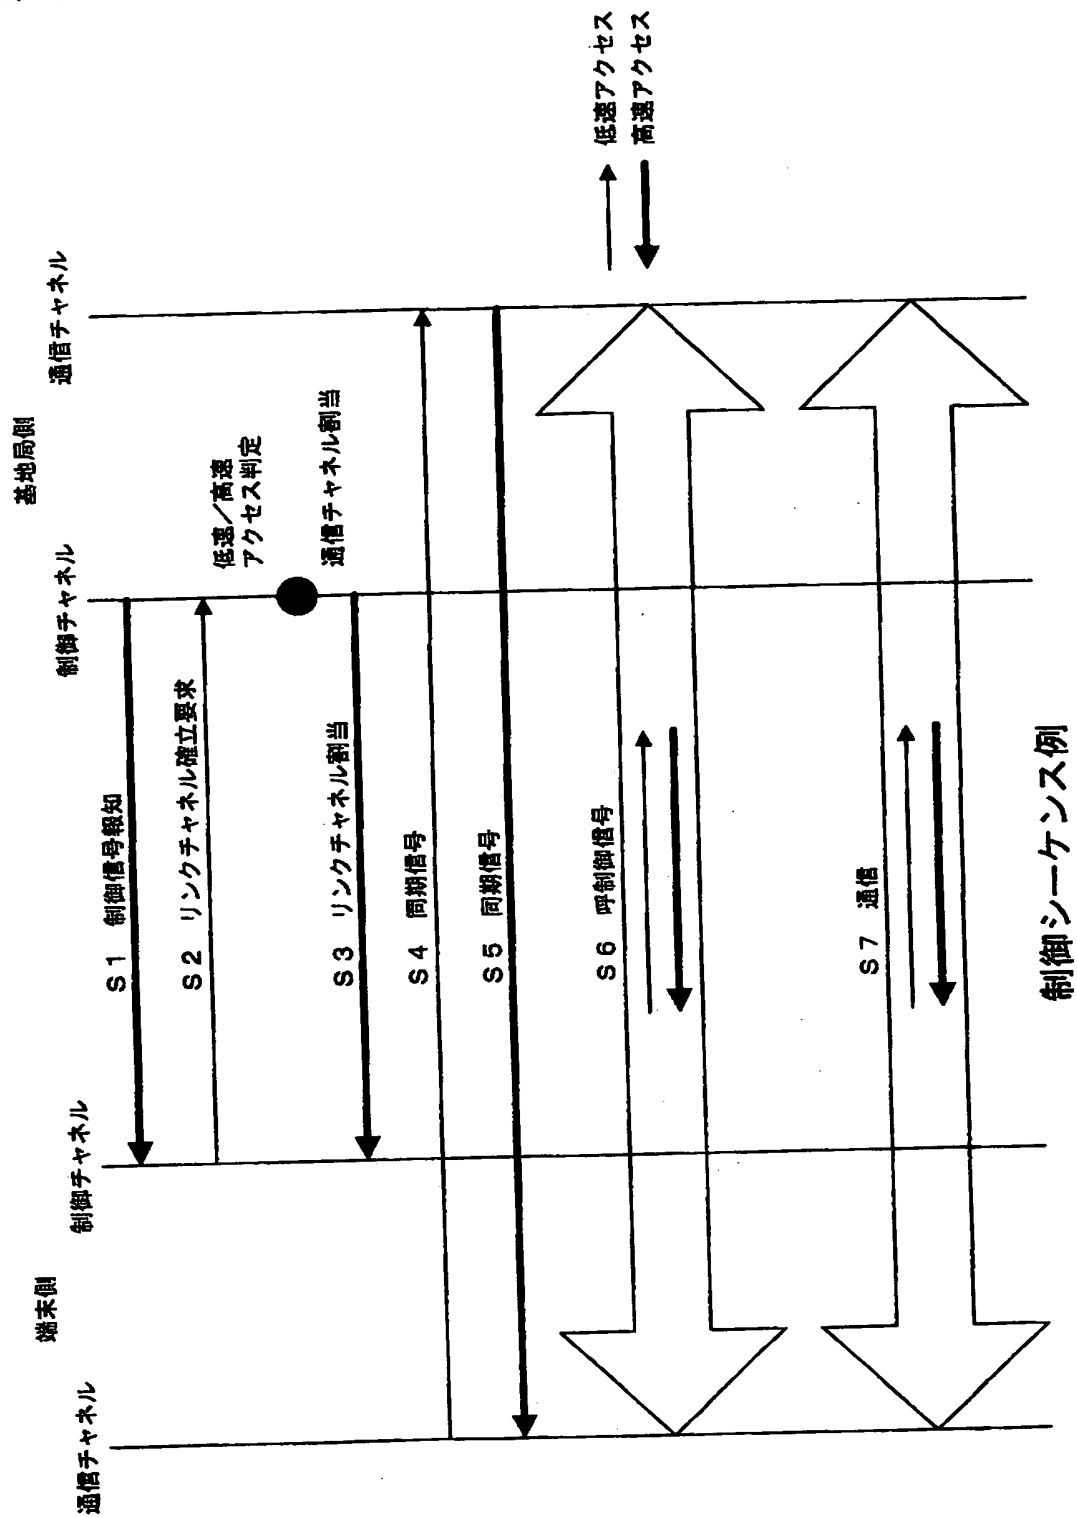 端末側
基地局側
通信チャネル
制御チャネル
制御チャネル
通信チャネル
S1 制御信号報知
S2 リンクチャネル確立要求
低速／高速
アクセス判定
通信チャネル割当
S3 リンクチャネル割当
S4 同期信号
S5 同期信号
S6 呼制御信号
低速アクセス
高速アクセス
S7 通信
制御シーケンス例